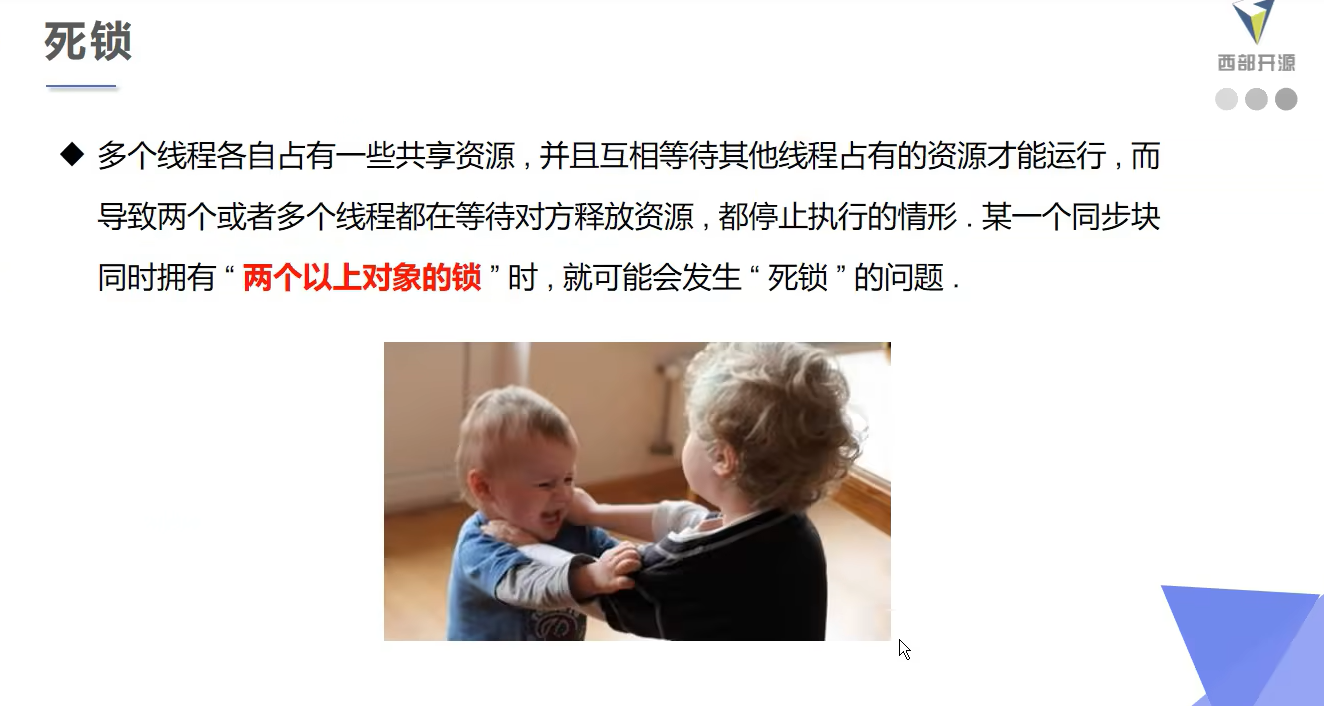 死锁
西部开源
◆ 多个线程各自占有一些共享资源 , 并且互相等待其他线程占有的资源才能运行 , 而
导致两个或者多个线程都在等待对方释放资源 , 都停止执行的情形 . 某一个同步块
同时拥有 “ 两个以上对象的锁 ” 时 , 就可能会发生 “ 死锁 ” 的问题 .